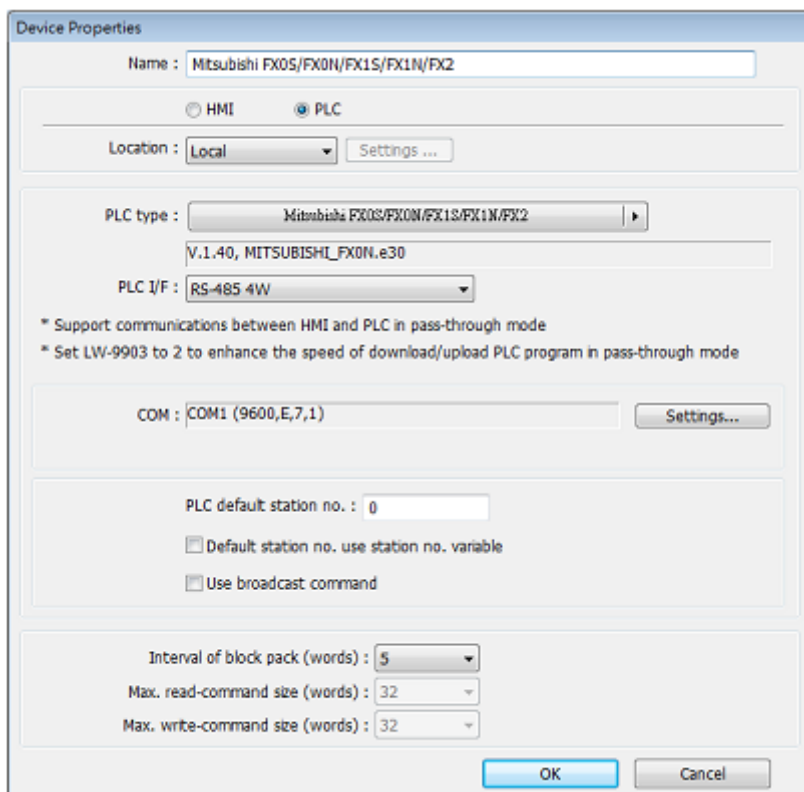 Device Properties
Name : Mitsubishi FX0S/FX0N/FX1S/FX1N/FX2
HMI PLC
Location : Local Settings ...
PLC type : Mitsubishi FX0S/FX0N/FX1S/FX1N/FX2
V.1.40, MITSUBISHI_FX0N.e30
PLC I/F : RS-485 4W
* Support communications between HMI and PLC in pass-through mode
* Set LW-9903 to 2 to enhance the speed of download/upload PLC program in pass-through mode
COM : COM1 (9600,E,7,1) Settings...
PLC default station no. : 0
Default station no. use station no. variable
Use broadcast command
Interval of block pack (words) : 5
Max. read-command size (words) : 32
Max. write-command size (words) : 32
OK Cancel